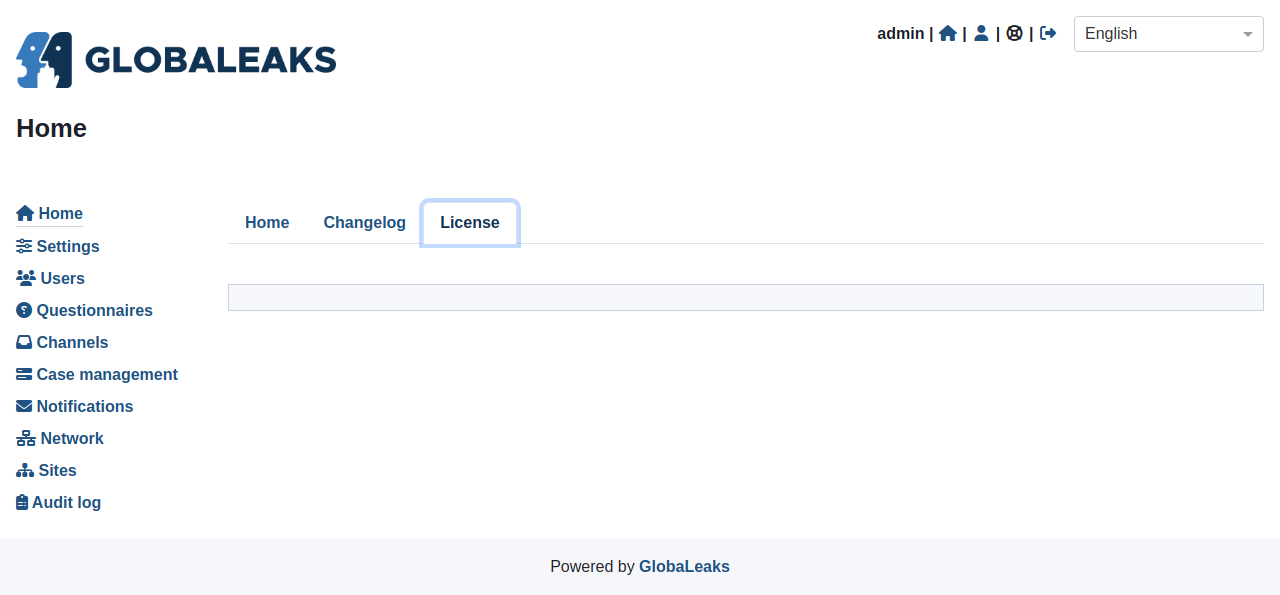 GLOBALEAKS
admin | | | |
English
Home
Home
Settings
Users
Questionnaires
Channels
Case management
Notifications
Network
Sites
Audit log
Home Changelog License
Powered by GlobaLeaks